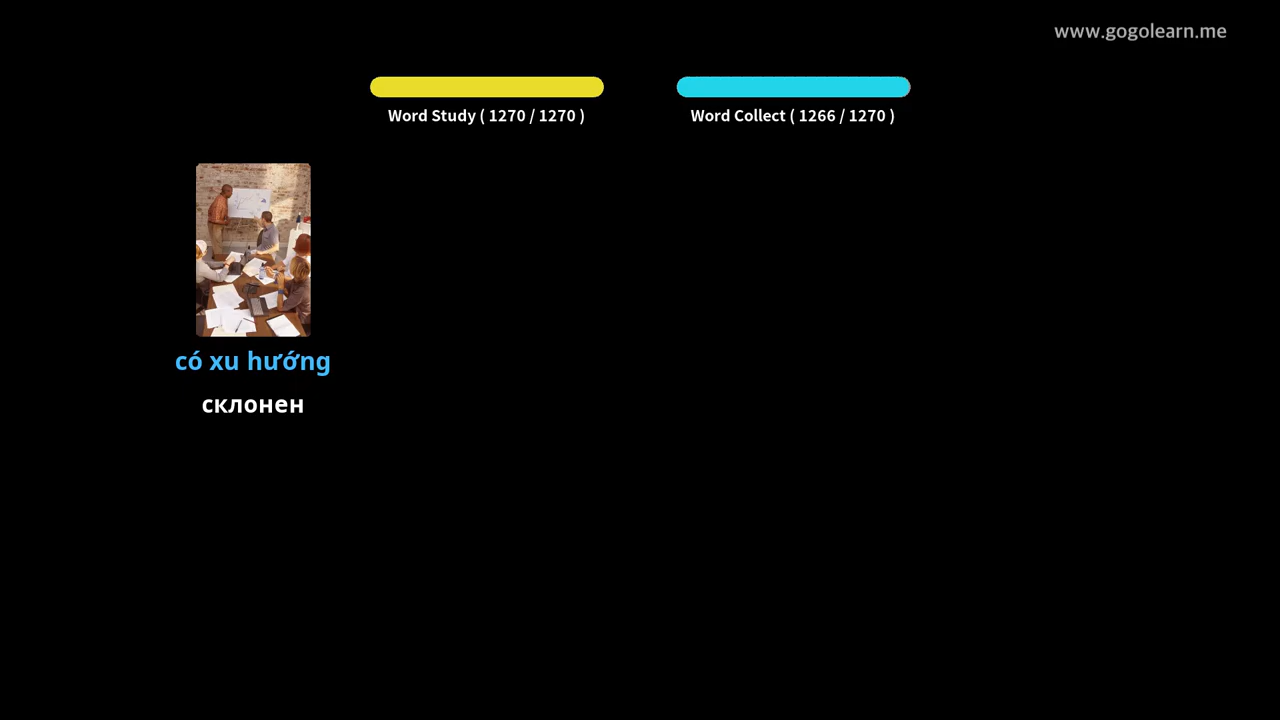 www.gogolearn.me
Word Study ( 1270 / 1270 )
Word Collect ( 1266 / 1270 )
có xu hướng
склонен